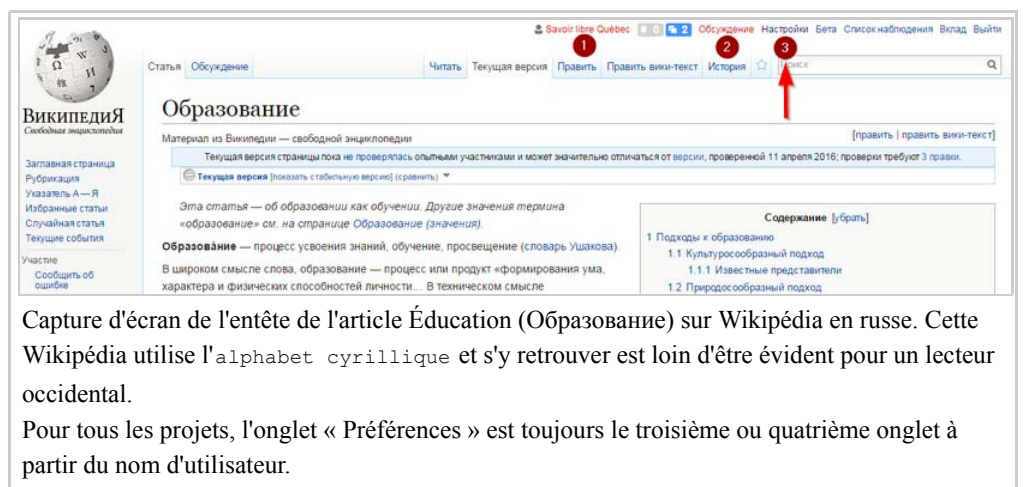 Savoir libre Québec 0 2 Обсуждение Настройки Бета Список наблюдения Вклад Выйти
1 2 3
Статья Обсуждение Читать Текущая версия Править Править вики-текст История Поиск
ВИКИПЕДИЯ
Свободная энциклопедия
Образование
Материал из Википедии — свободной энциклопедии [править | править вики-текст]
Текущая версия страницы пока не проверялась опытными участниками и может значительно отличаться от версии, проверенной 11 апреля 2016; проверки требуют 3 правки.
Текущая версия [показать стабильную версию] (сравнить)
Заглавная страница
Рубрикация
Указатель А — Я
Избранные статьи
Случайная статья
Текущие события
Участие
Сообщить об
ошибке
Эта статья — об образовании как обучении. Другие значения термина
«образование» см. на странице Образование (значения).
Образова́ние — процесс усвоения знаний, обучение, просвещение (словарь Ушакова).
В широком смысле слова, образование — процесс или продукт «формирования ума,
характера и физических способностей личности… В техническом смысле
Содержание [убрать]
1 Подходы к образованию
1.1 Культуросообразный подход
1.1.1 Известные представители
1.2 Природосообразный подход
Capture d'écran de l'entête de l'article Éducation (Образование) sur Wikipédia en russe. Cette
Wikipédia utilise l'alphabet cyrillique et s'y retrouver est loin d'être évident pour un lecteur
occidental.
Pour tous les projets, l'onglet « Préférences » est toujours le troisième ou quatrième onglet à
partir du nom d'utilisateur.